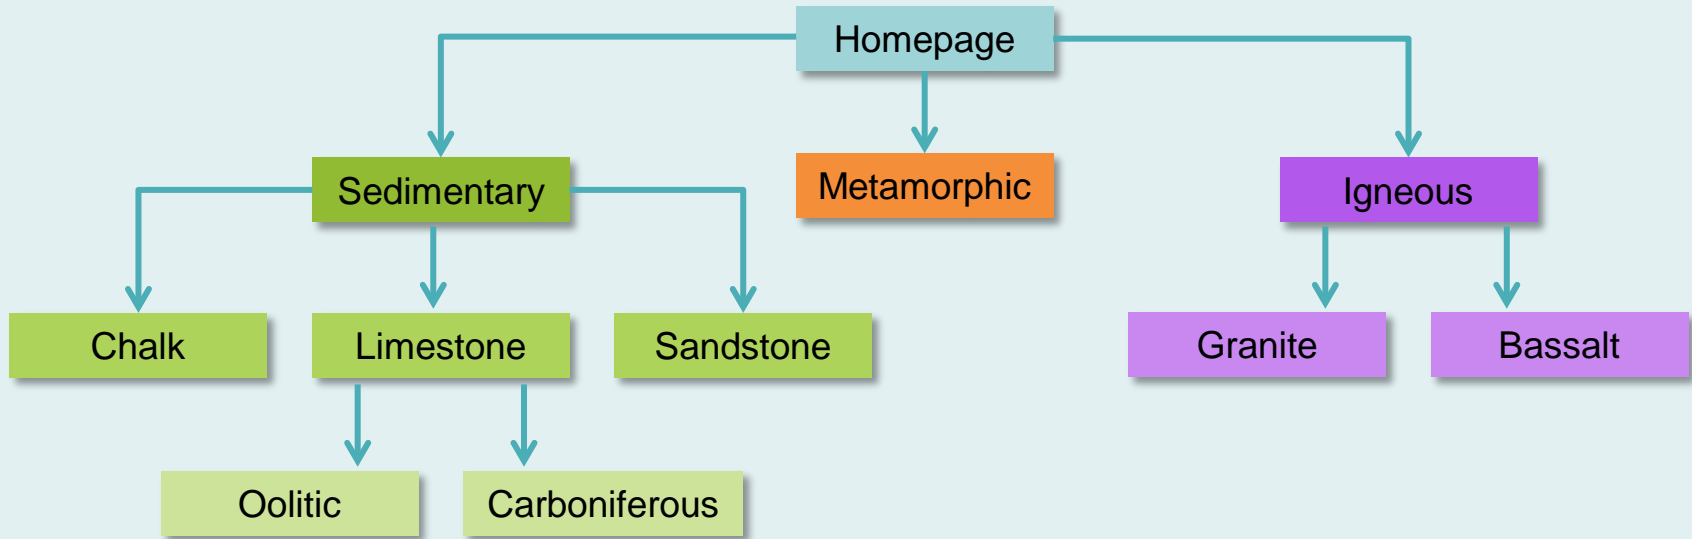 Homepage
Sedimentary
Metamorphic
Igneous
Chalk
Limestone
Sandstone
Granite
Bassalt
Oolitic
Carboniferous